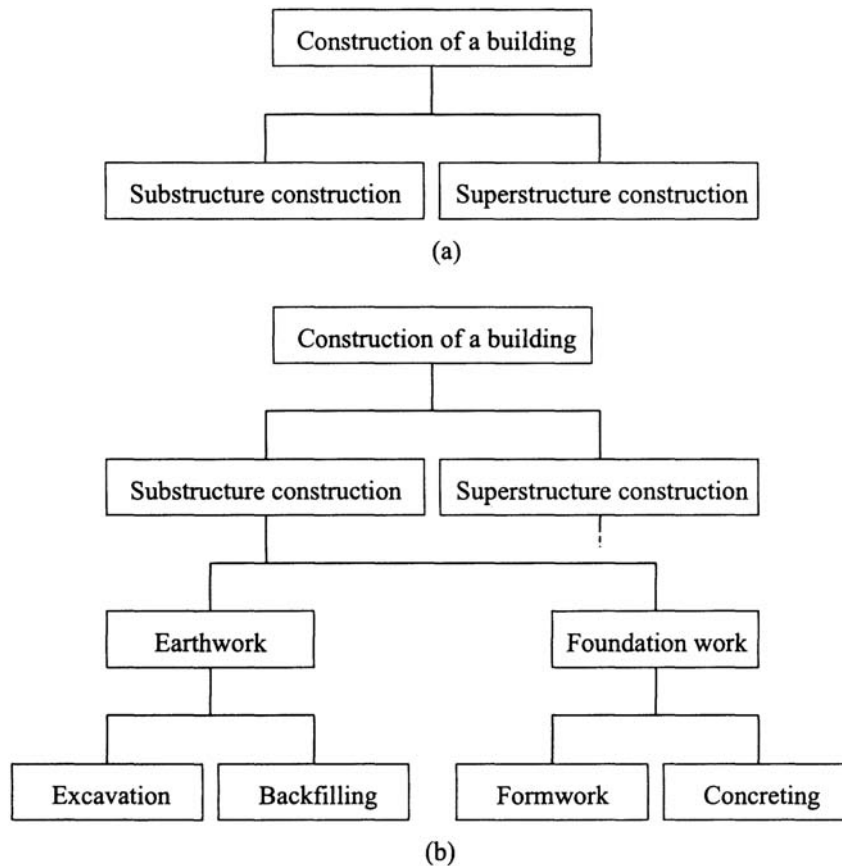 Construction of a building
Substructure construction
Superstructure construction
(a)
Construction of a building
Substructure construction
Superstructure construction
Earthwork
Foundation work
Excavation
Backfilling
Formwork
Concreting
(b)